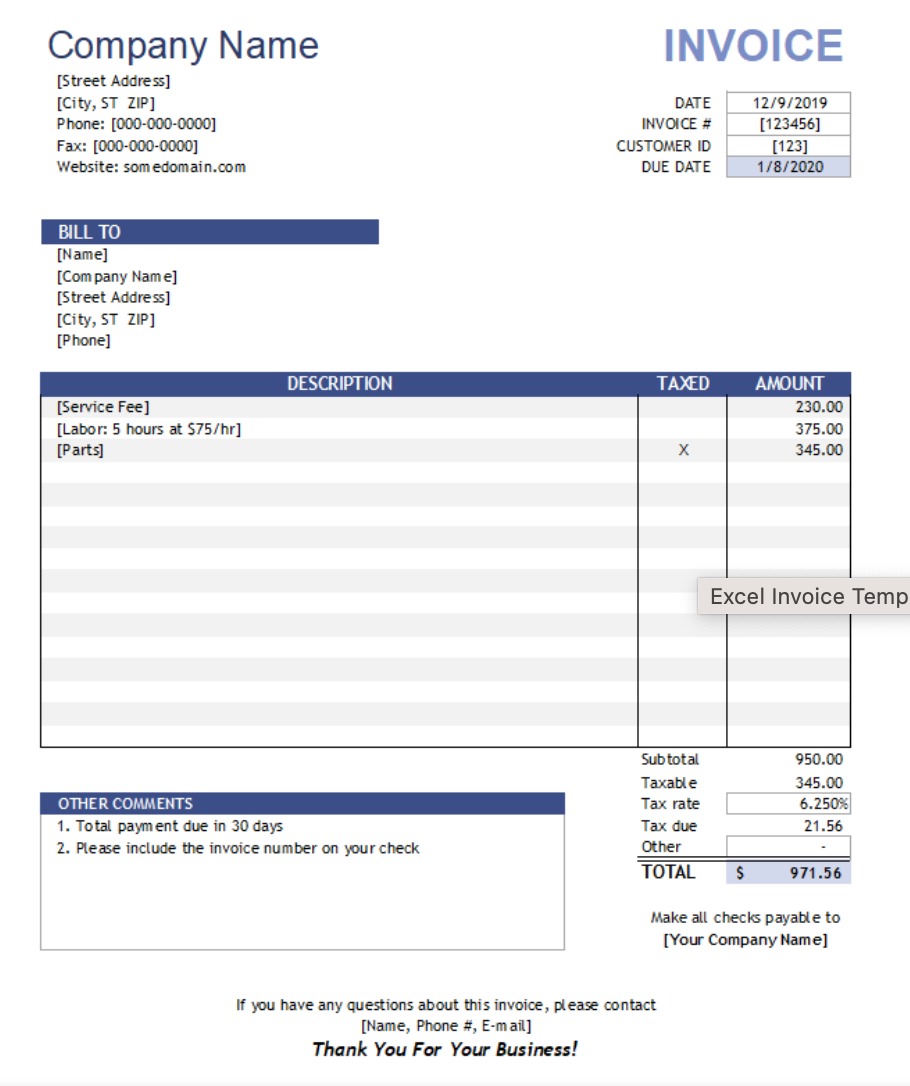 Company Name
INVOICE
[Street Address]
[City, ST  ZIP]
DATE 12/9/2019
Phone: [000-000-0000]
INVOICE # [123456]
Fax: [000-000-0000]
CUSTOMER ID [123]
Website: somedomain.com
DUE DATE 1/8/2020
BILL TO
[Name]
[Company Name]
[Street Address]
[City, ST  ZIP]
[Phone]
DESCRIPTION TAXED AMOUNT
[Service Fee] 230.00
[Labor: 5 hours at $75/hr] 375.00
[Parts] X 345.00
Excel Invoice Temp
Subtotal 950.00
Taxable 345.00
Tax rate 6.250%
Tax due 21.56
Other -
TOTAL $ 971.56
OTHER COMMENTS
1. Total payment due in 30 days
2. Please include the invoice number on your check
Make all checks payable to
[Your Company Name]
If you have any questions about this invoice, please contact
[Name, Phone #, E-mail]
Thank You For Your Business!